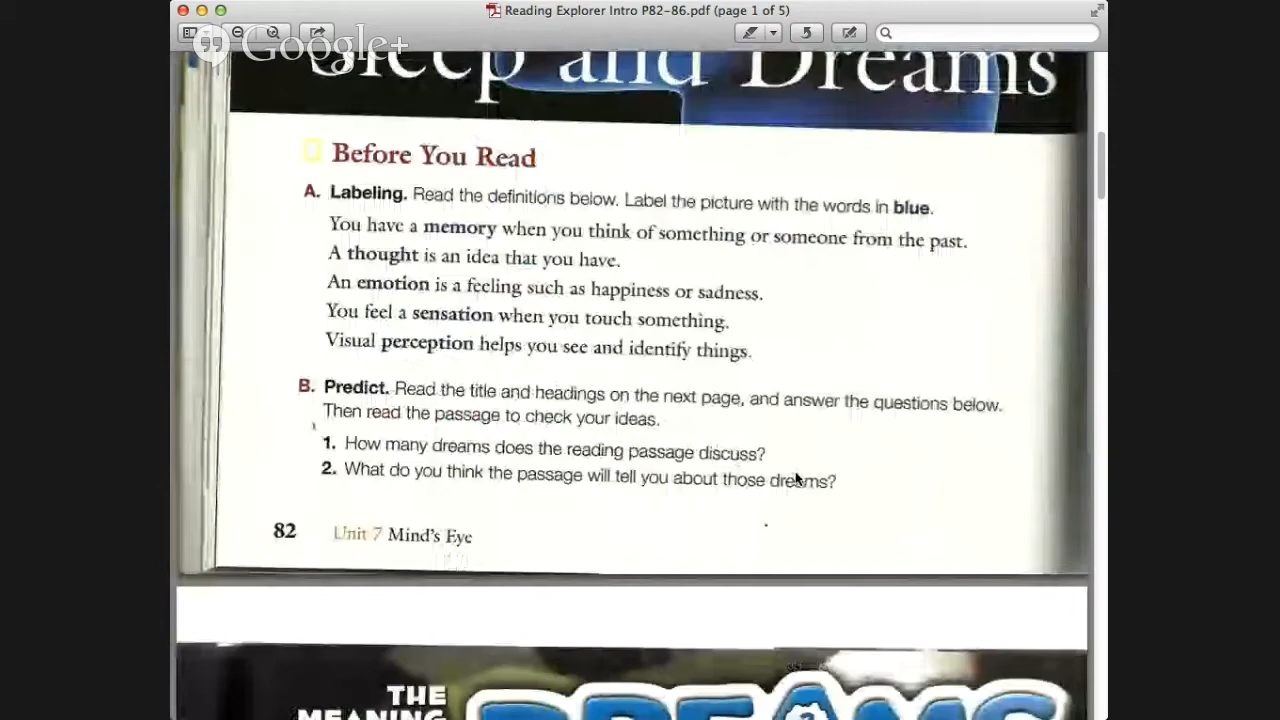 Reading Explorer Intro P82-86.pdf (page 1 of 5)
Google+
Sleep and Dreams
Before You Read
A. Labeling. Read the definitions below. Label the picture with the words in blue.
You have a memory when you think of something or someone from the past.
A thought is an idea that you have.
An emotion is a feeling such as happiness or sadness.
You feel a sensation when you touch something.
Visual perception helps you see and identify things.
B. Predict. Read the title and headings on the next page, and answer the questions below.
Then read the passage to check your ideas.
1. How many dreams does the reading passage discuss?
2. What do you think the passage will tell you about those dreams?
82 Unit 7 Mind's Eye
THE
MEANING
DREAMS